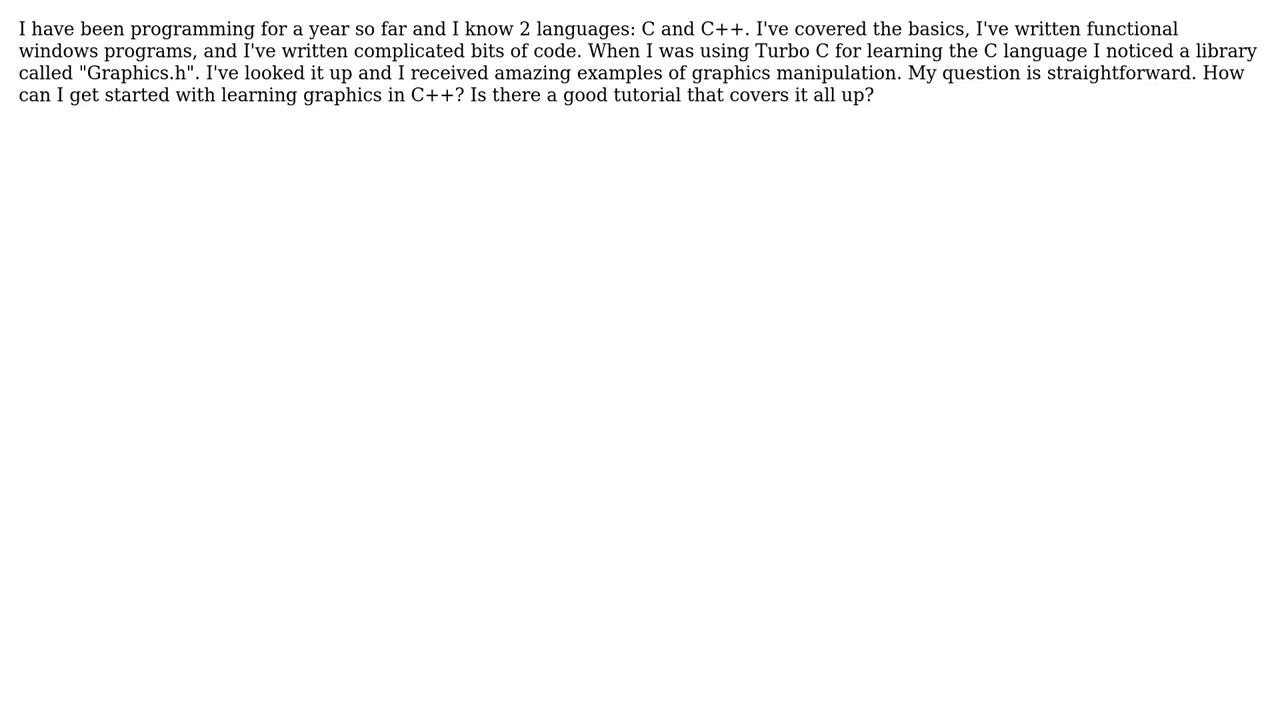 I have been programming for a year so far and I know 2 languages: C and C++. I've covered the basics, I've written functional
windows programs, and I've written complicated bits of code. When I was using Turbo C for learning the C language I noticed a library
called "Graphics.h". I've looked it up and I received amazing examples of graphics manipulation. My question is straightforward. How
can I get started with learning graphics in C++? Is there a good tutorial that covers it all up?